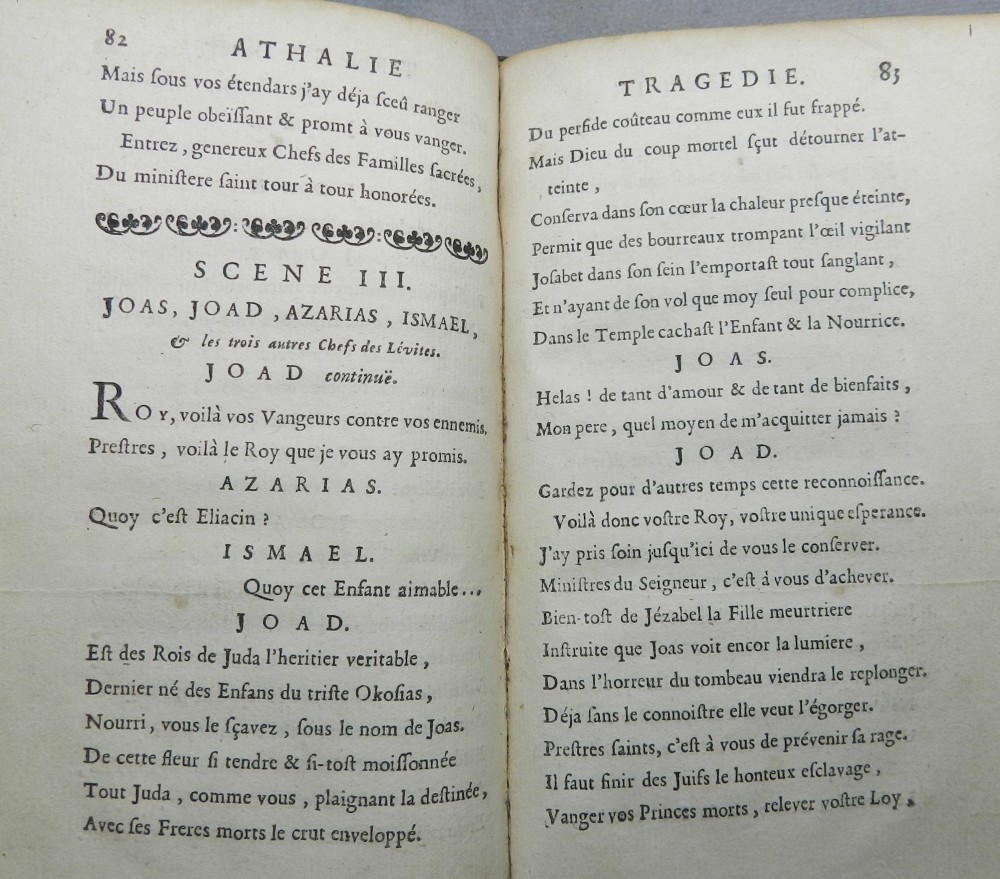 82
ATHALIE
Mais ſous vos étendars j'ay déja ſceû ranger
Un peuple obeïſſant & promt à vous vanger.
Entrez, genereux Chefs des Familles ſacrées,
Du miniſtere ſaint tour à tour honorées.
SCENE III.
JOAS, JOAD, AZARIAS, ISMAEL,
& les trois autres Chefs des Lévites.
JOAD continuë.
ROY, voilà vos Vangeurs contre vos ennemis,
Preſtres, voilà le Roy que je vous ay promis.
AZARIAS.
Quoy c'eſt Eliacin ?
ISMAEL.
Quoy cet Enfant aimable...
JOAD.
Eſt des Rois de Juda l'heritier veritable,
Dernier né des Enfans du triſte Okoſias,
Nourri, vous le ſçavez, ſous le nom de Joas.
De cette fleur ſi tendre & ſi-toſt moiſſonnée
Tout Juda, comme vous, plaignant la deſtinée,
Avec ſes Freres morts le crut enveloppé.
TRAGEDIE.
83
Du perfide coûteau comme eux il fut frappé.
Mais Dieu du coup mortel ſçut détourner l'at-
teinte,
Conſerva dans ſon cœur la chaleur preſque éteinte,
Permit que des bourreaux trompant l'œil vigilant
Joſabet dans ſon ſein l'emportaſt tout ſanglant,
Et n'ayant de ſon vol que moy ſeul pour complice,
Dans le Temple cachaſt l'Enfant & la Nourrice.
JOAS.
Helas ! de tant d'amour & de tant de bienfaits,
Mon pere, quel moyen de m'acquitter jamais ?
JOAD.
Gardez pour d'autres temps cette reconnoiſſance.
Voilà donc voſtre Roy, voſtre unique eſperance.
J'ay pris ſoin juſqu'ici de vous le conſerver.
Miniſtres du Seigneur, c'eſt à vous d'achever.
Bien-toſt de Jézabel la Fille meurtriere
Inſtruite que Joas voit encor la lumiere,
Dans l'horreur du tombeau viendra le replonger.
Déja ſans le connoiſtre elle veut l'égorger.
Preſtres ſaints, c'eſt à vous de prévenir ſa rage.
Il faut finir des Juifs le honteux eſclavage,
Vanger vos Princes morts, relever voſtre Loy,